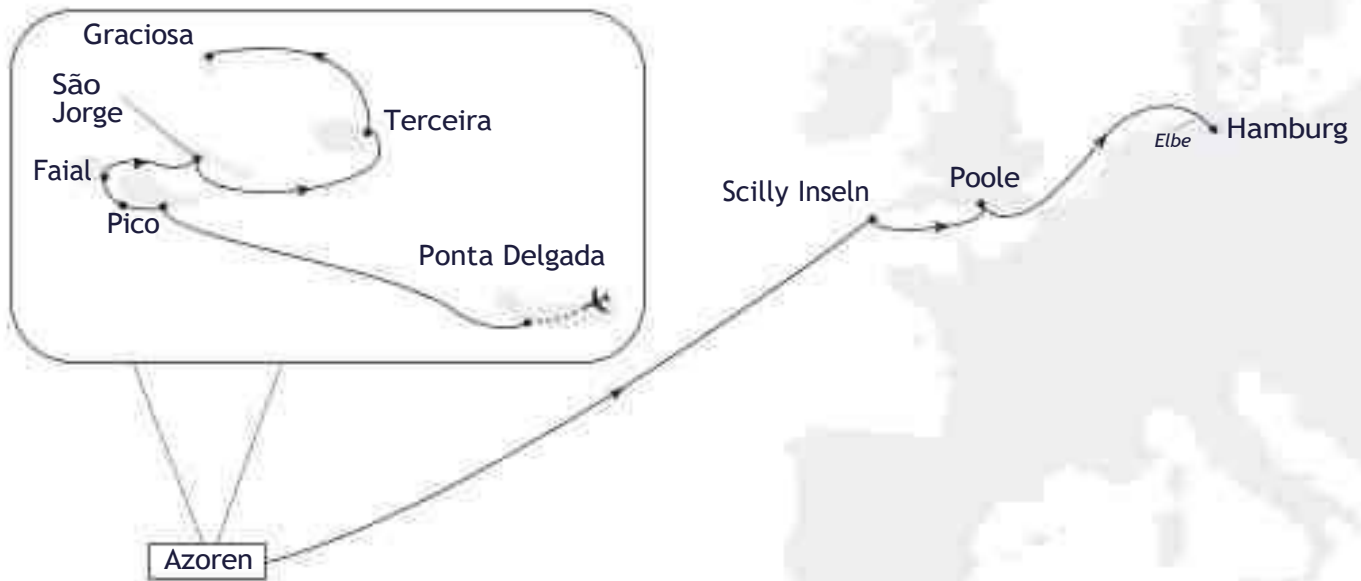 Graciosa
São
Jorge
Terceira
Faial
Pico
Ponta Delgada
Scilly Inseln
Poole
Elbe
Hamburg
Azoren